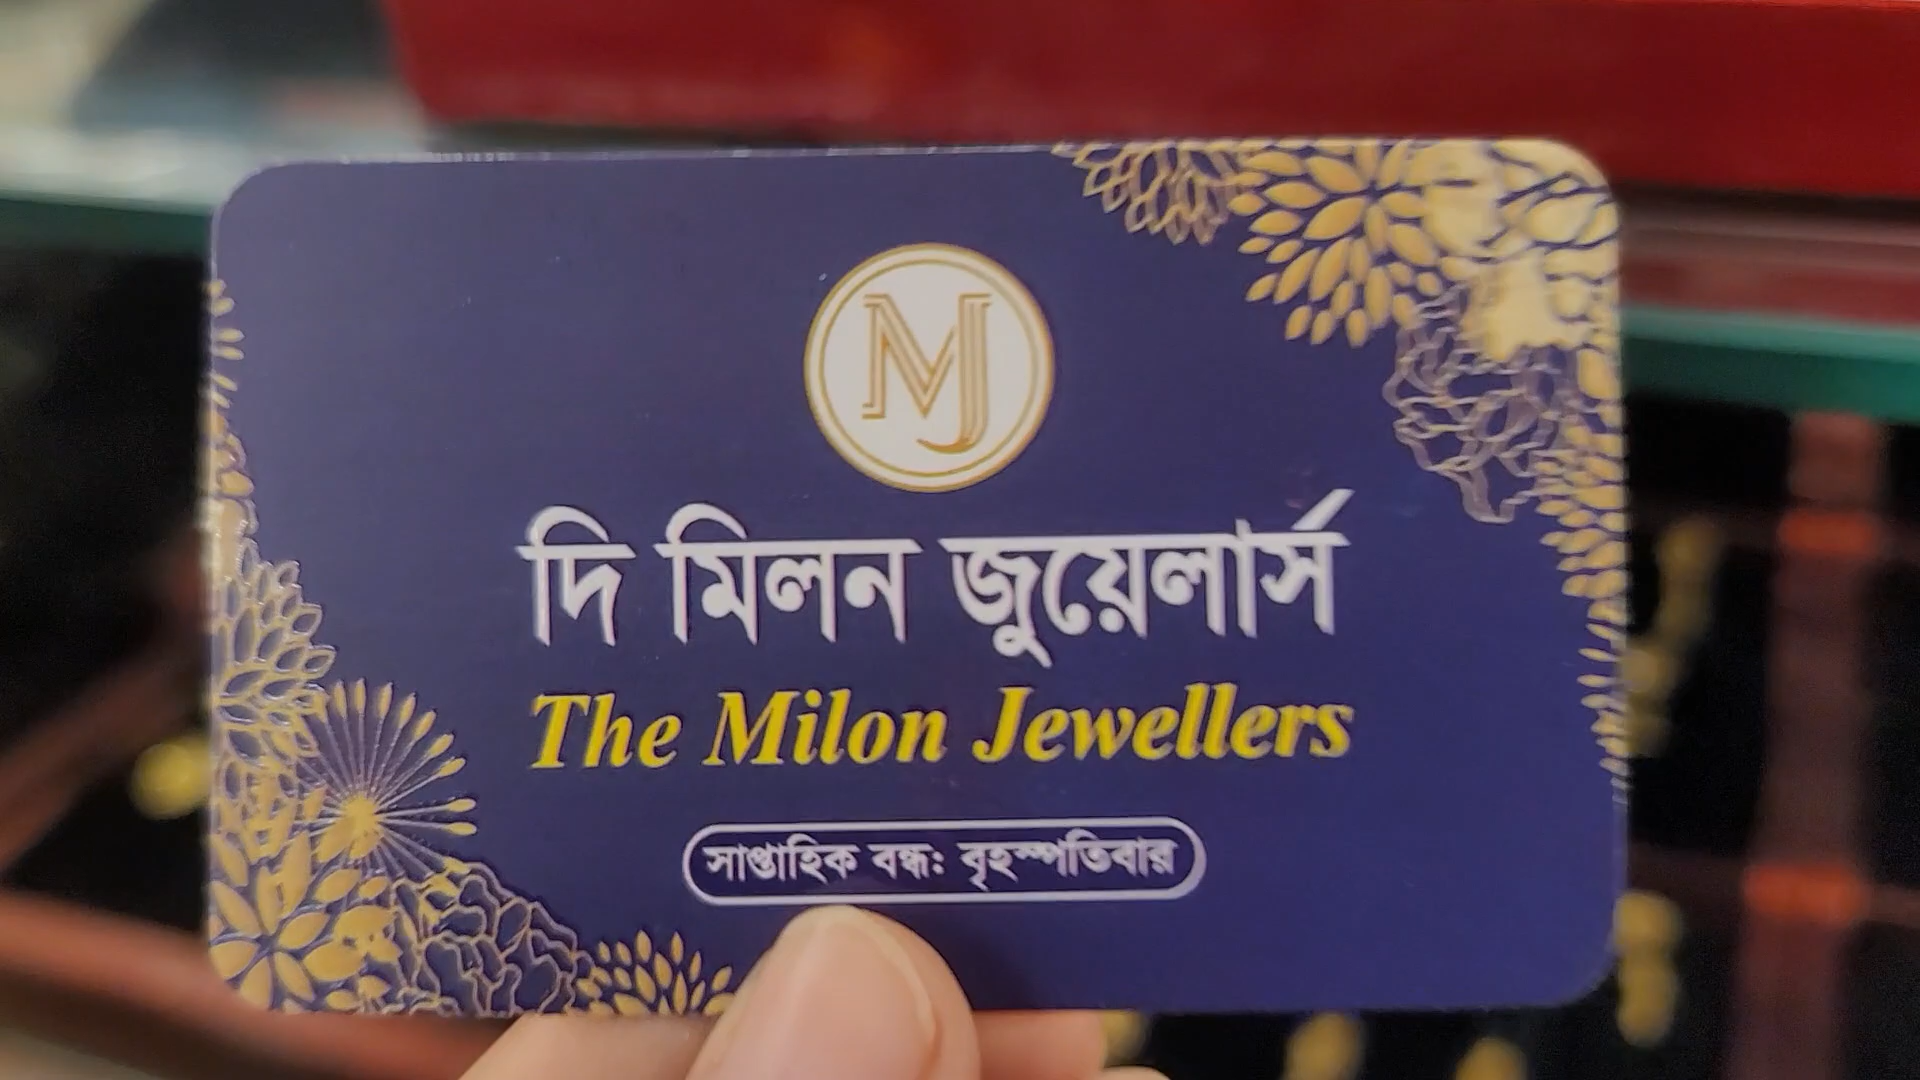 MJ
দি মিলন জুয়েলার্স
The Milon Jewellers
সাপ্তাহিক বন্ধ: বৃহস্পতিবার